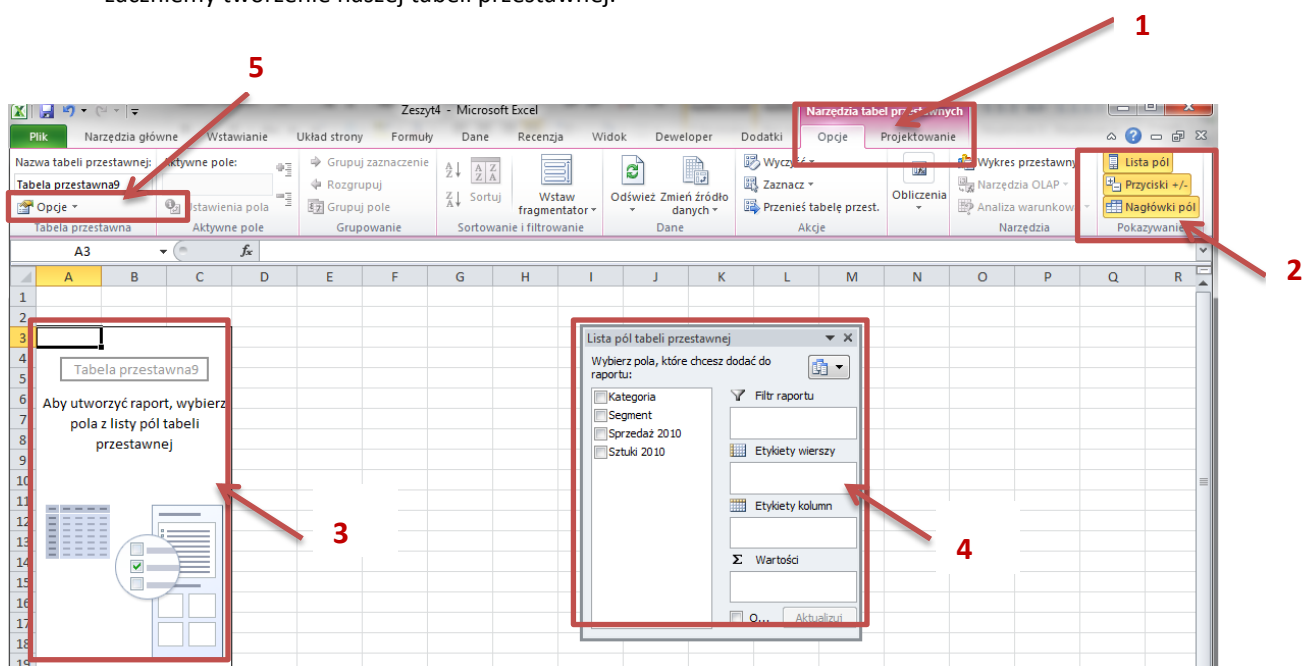 zaczniemy tworzenie naszej tabeli przestawnej.
1
5
Zeszyt4 - Microsoft Excel
Narzędzia tabel przestawnych
Plik Narzędzia główne Wstawianie Układ strony Formuły Dane Recenzja Widok Deweloper Dodatki Opcje Projektowanie
Nazwa tabeli przestawnej: Aktywne pole: Grupuj zaznaczenie Wyczyść Wykres przestawny Lista pól
Tabela przestawna9 Rozgrupuj Zaznacz Narzędzia OLAP Przyciski +/-
Opcje Ustawienia pola Grupuj pole Sortuj Wstaw fragmentator Odśwież Zmień źródło danych Przenieś tabelę przest. Obliczenia Analiza warunkowa Nagłówki pól
Tabela przestawna Aktywne pole Grupowanie Sortowanie i filtrowanie Dane Akcje Narzędzia Pokazywanie
A3 fx
2
A B C D E F G H I J K L M N O P Q R
1
2
3
4
5
6
7
8
9
10
11
12
13
14
15
16
17
18
19
Tabela przestawna9
Aby utworzyć raport, wybierz
pola z listy pól tabeli
przestawnej
3
Lista pól tabeli przestawnej
Wybierz pola, które chcesz dodać do
raportu:
Kategoria
Segment
Sprzedaż 2010
Sztuki 2010
Filtr raportu
Etykiety wierszy
Etykiety kolumn
Σ Wartości
O... Aktualizuj
4